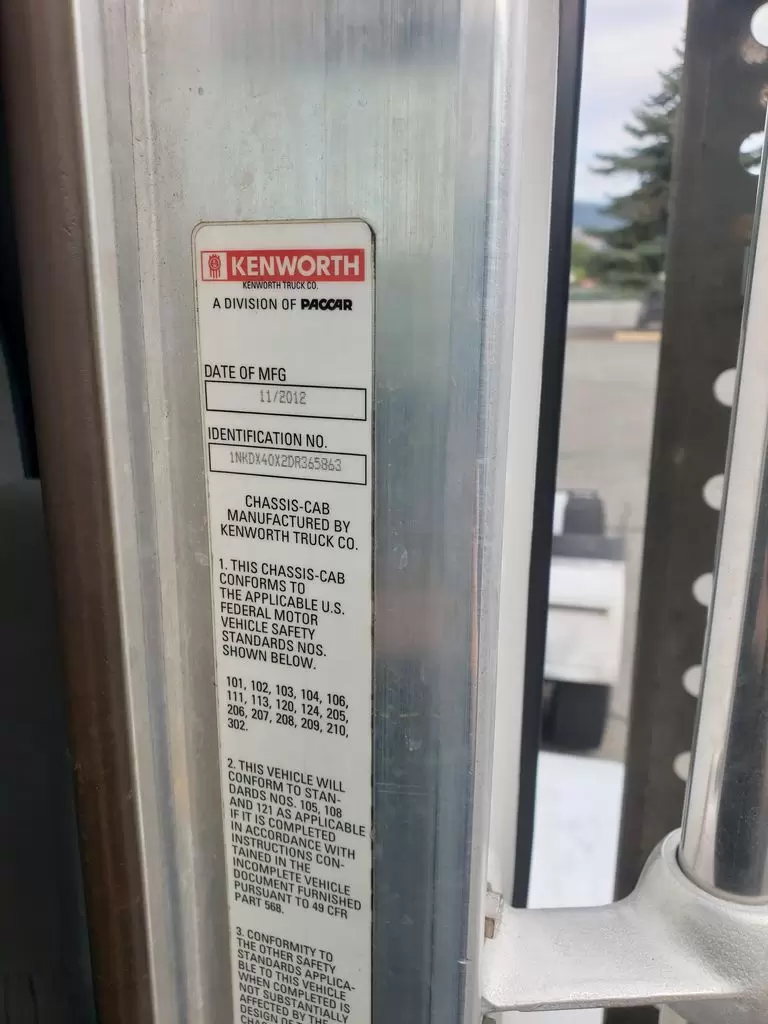 KENWORTH
KENWORTH TRUCK CO.
A DIVISION OF PACCAR
DATE OF MFG
11/2012
IDENTIFICATION NO.
1NKDX40X2DR365863
CHASSIS-CAB
MANUFACTURED BY
KENWORTH TRUCK CO.
1. THIS CHASSIS-CAB
CONFORMS TO
THE APPLICABLE U.S.
FEDERAL MOTOR
VEHICLE SAFETY
STANDARDS NOS.
SHOWN BELOW.
101, 102, 103, 104, 106,
111, 113, 120, 124, 205,
206, 207, 208, 209, 210,
302.
2. THIS VEHICLE WILL
CONFORM TO STAN-
DARDS NOS. 105, 108
AND 121 AS APPLICABLE
IF IT IS COMPLETED
IN ACCORDANCE WITH
INSTRUCTIONS CON-
TAINED IN THE
INCOMPLETE VEHICLE
DOCUMENT FURNISHED
PURSUANT TO 49 CFR
PART 568.
3. CONFORMITY TO
THE OTHER SAFETY
STANDARDS APPLICA-
BLE TO THIS VEHICLE
WHEN COMPLETED IS
NOT SUBSTANTIALLY
AFFECTED BY THE
DESIGN OF